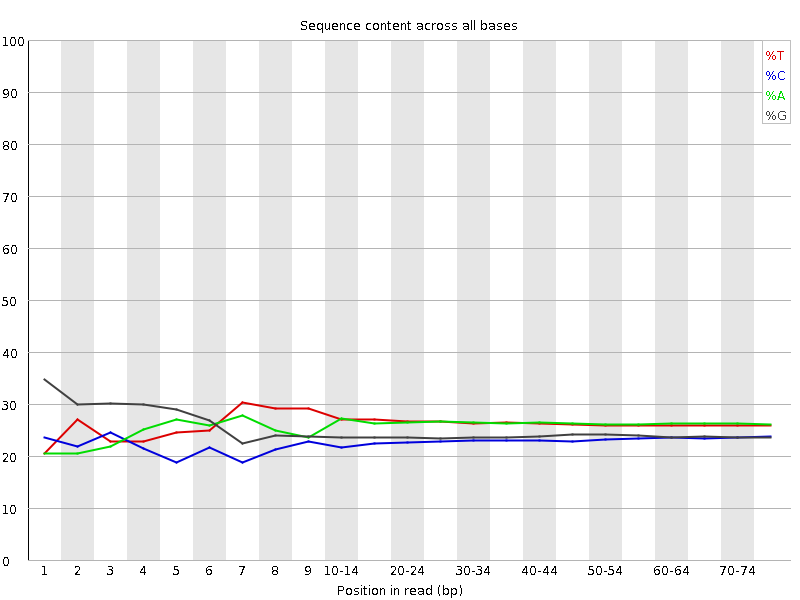 Sequence content across all bases
100
90
80
70
60
50
40
30
20
10
0
%T
%C
%A
%G
1 2 3 4 5 6 7 8 9 10-14 20-24 30-34 40-44 50-54 60-64 70-74
Position in read (bp)